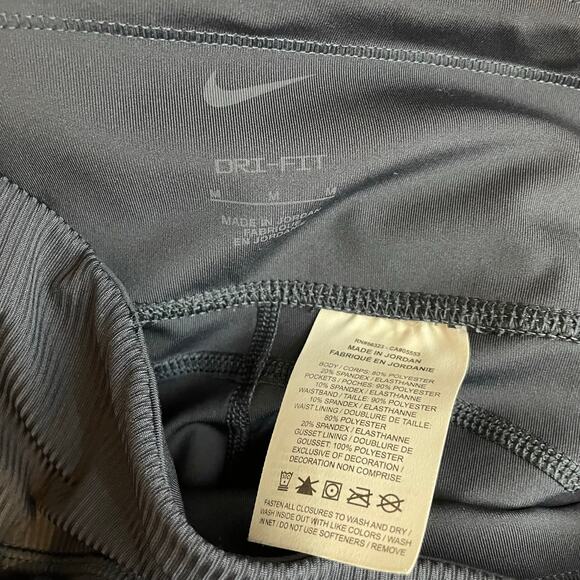 DRI-FIT
M M M
MADE IN JORDAN
FABRIQUÉ
EN JORDANIE
CA#05553
MADE IN JORDAN
FABRIQUÉ EN JORDANIE
BODY / CORPS: 80% POLYESTER
20% SPANDEX / ELASTHANNE
POCKETS / POCHES: 90% POLYESTER
10% SPANDEX / ELASTHANNE
WAISTBAND / TAILLE: 90% POLYESTER
10% SPANDEX / ELASTHANNE
WAIST LINING / DOUBLURE DE TAILLE:
80% POLYESTER
20% SPANDEX / ELASTHANNE
GUSSET LINING / DOUBLURE DE
GOUSSET: 100% POLYESTER
EXCLUSIVE OF DECORATION /
DECORATION NON COMPRISE
FASTEN ALL CLOSURES TO WASH AND DRY /
WASH INSIDE OUT WITH LIKE COLORS / WASH
IN NET / DO NOT USE SOFTENERS / REMOVE